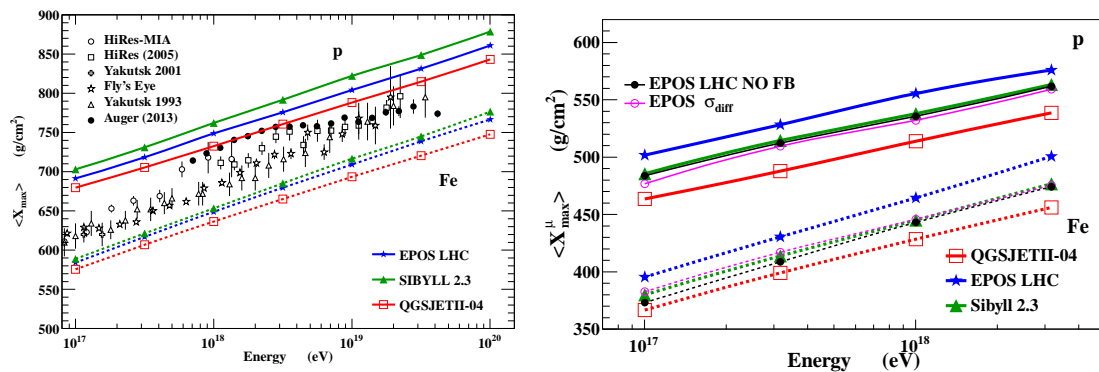 <X_max> (g/cm²)
900
850
800
750
700
650
600
550
500
p
HiRes-MIA
HiRes (2005)
Yakutsk 2001
Fly's Eye
Yakutsk 1993
Auger (2013)
Fe
EPOS LHC
SIBYLL 2.3
QGSJETII-04
10^17 10^18 10^19 10^20
Energy (eV)
<X^μ_max> (g/cm²)
600
550
500
450
400
350
p
EPOS LHC NO FB
EPOS σ_diff
Fe
QGSJETII-04
EPOS LHC
Sibyll 2.3
10^17 10^18
Energy (eV)